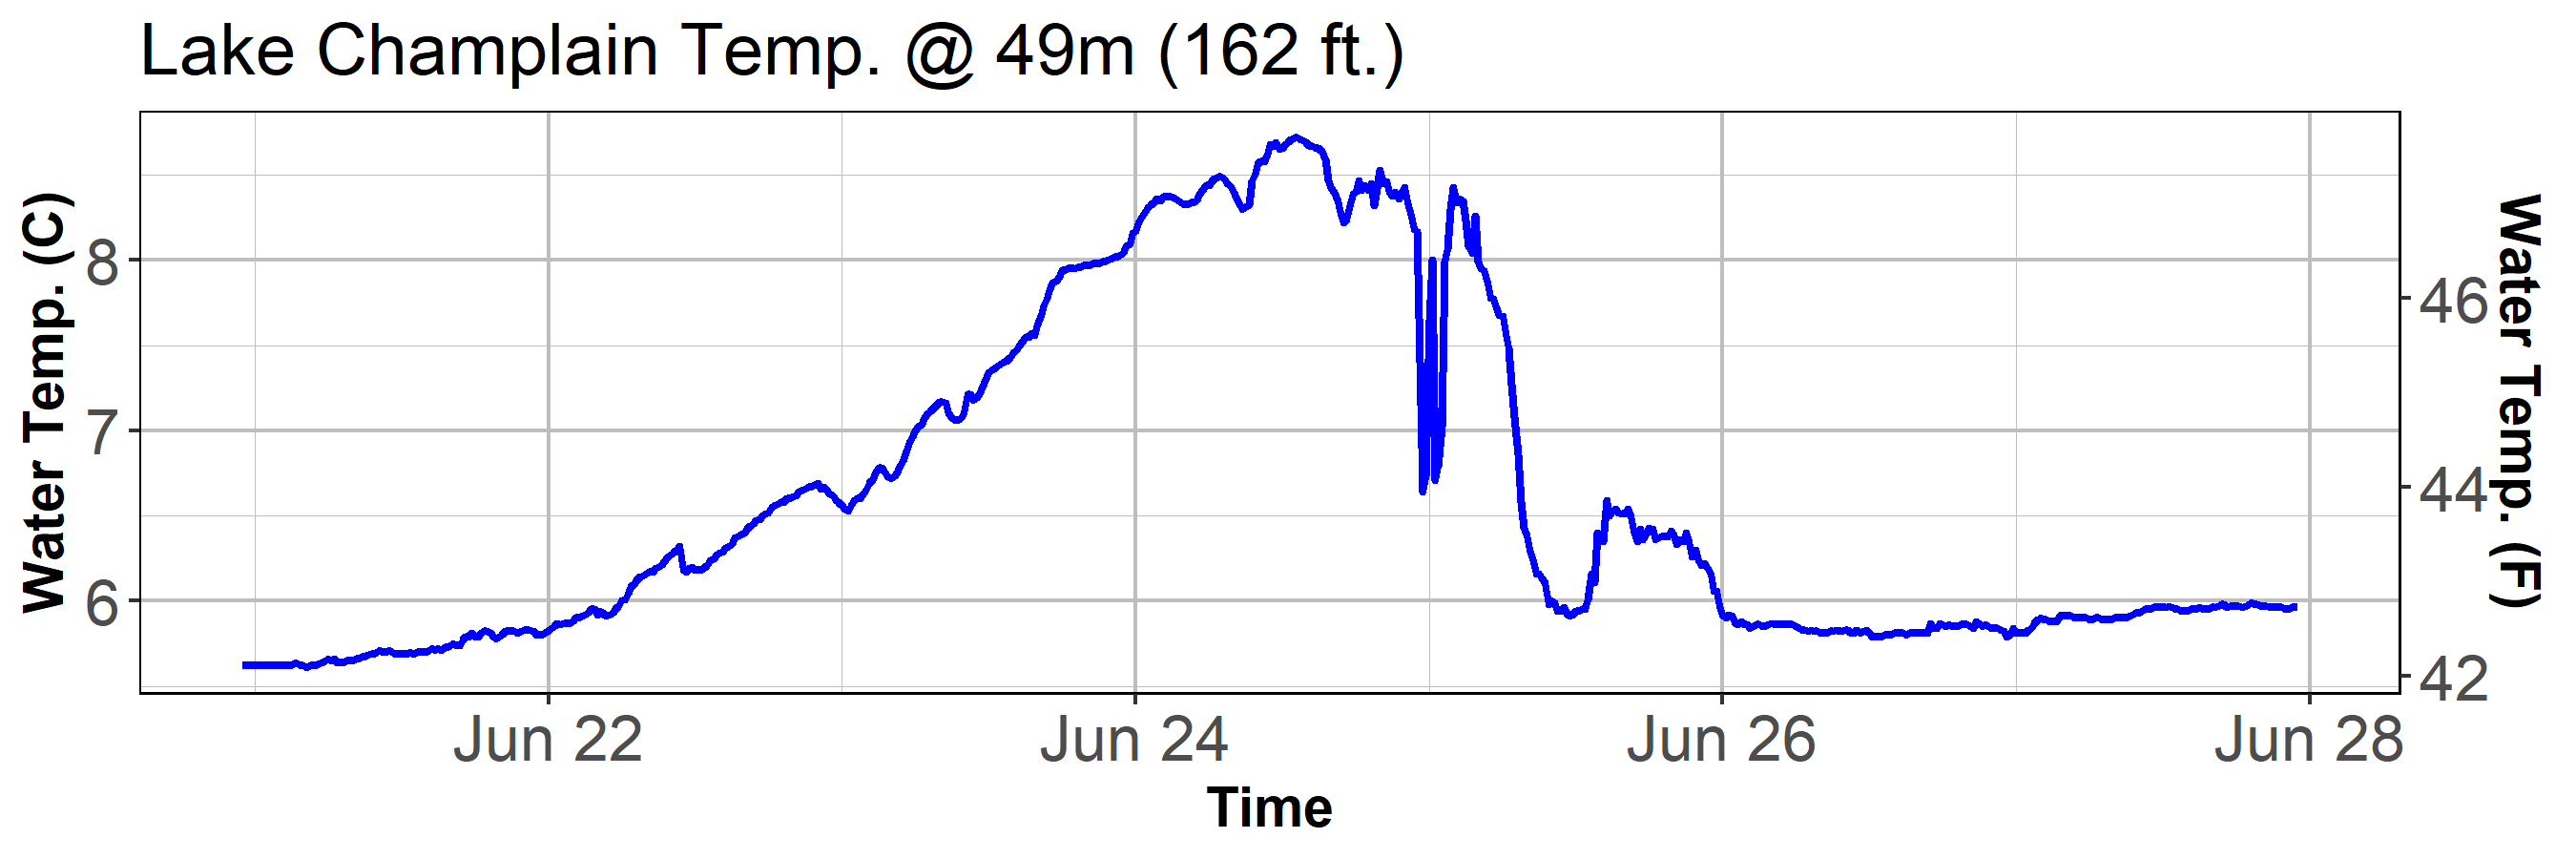 Lake Champlain Temp. @ 49m (162 ft.)
Water Temp. (C)
8
7
6
46
44
42
Water Temp. (F)
Jun 22
Jun 24
Jun 26
Jun 28
Time